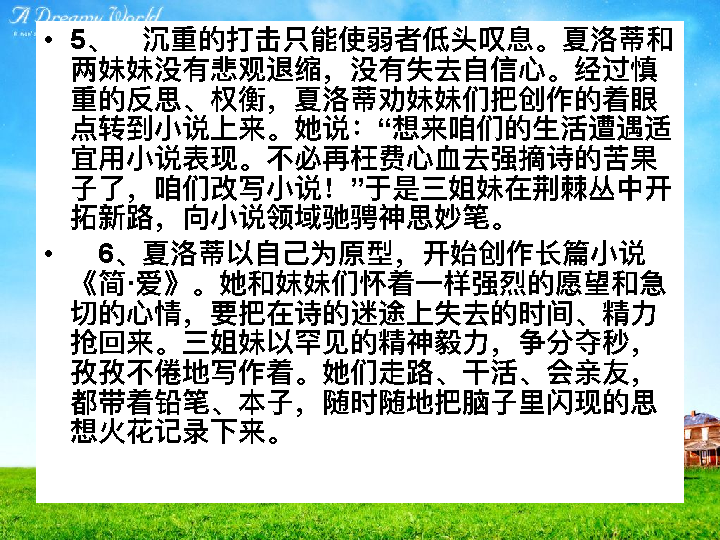 A Dreamy World
• 5、 沉重的打击只能使弱者低头叹息。夏洛蒂和
两妹妹没有悲观退缩，没有失去自信心。经过慎
重的反思、权衡，夏洛蒂劝妹妹们把创作的着眼
点转到小说上来。她说：“想来咱们的生活遭遇适
宜用小说表现。不必再枉费心血去强摘诗的苦果
子了，咱们改写小说！”于是三姐妹在荆棘丛中开
拓新路，向小说领域驰骋神思妙笔。
• 6、夏洛蒂以自己为原型，开始创作长篇小说
《简·爱》。她和妹妹们怀着一样强烈的愿望和急
切的心情，要把在诗的迷途上失去的时间、精力
抢回来。三姐妹以罕见的精神毅力，争分夺秒，
孜孜不倦地写作着。她们走路、干活、会亲友，
都带着铅笔、本子，随时随地把脑子里闪现的思
想火花记录下来。